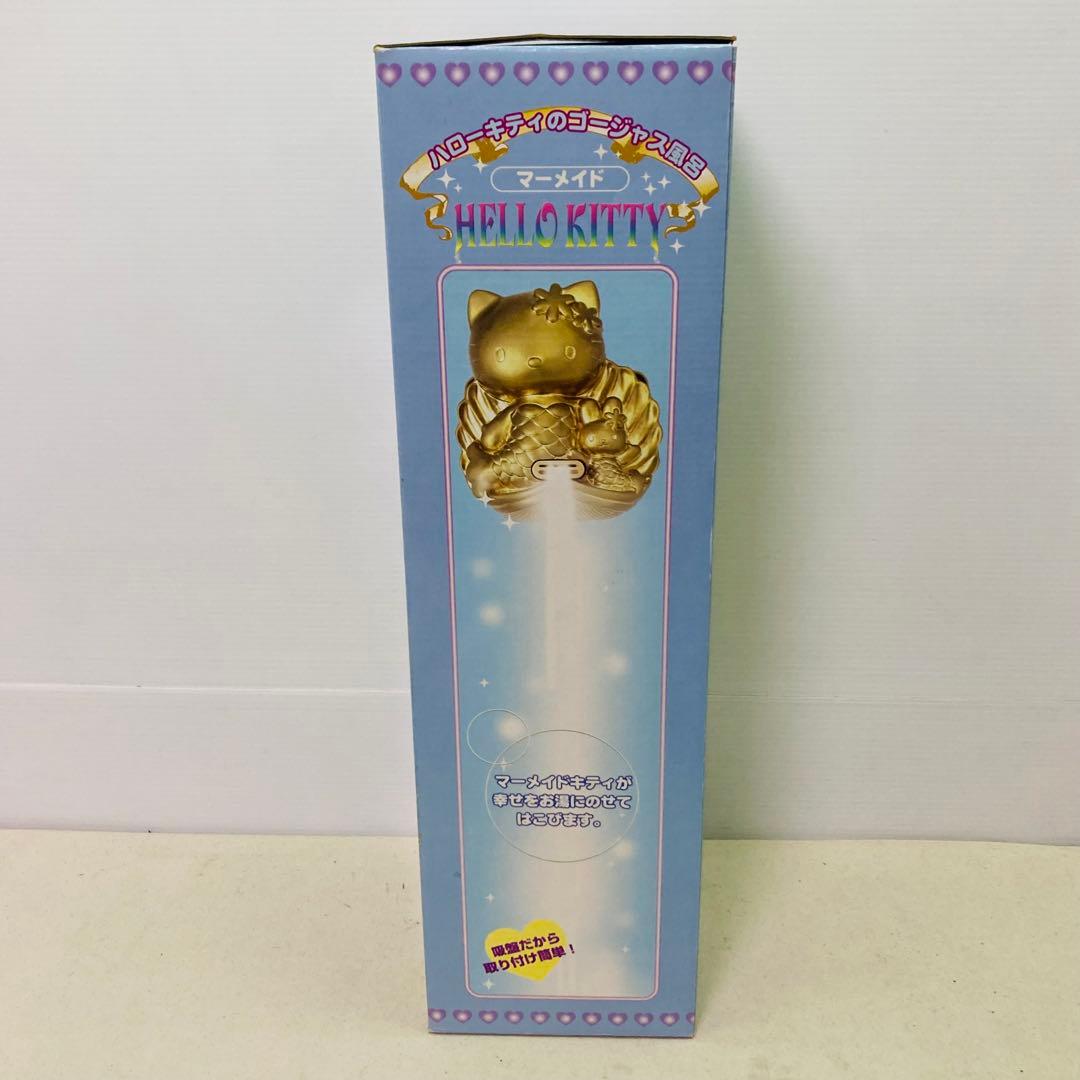 ハローキティのゴージャス風呂
マーメイド
HELLO KITTY
マーメイドキティが
幸せをお湯にのせて
はこびます。
吸盤だから
取り付け簡単!